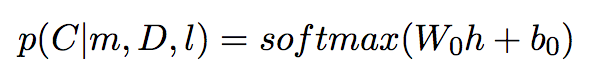 p(C|m, D, l) = softmax(W₀h + b₀)